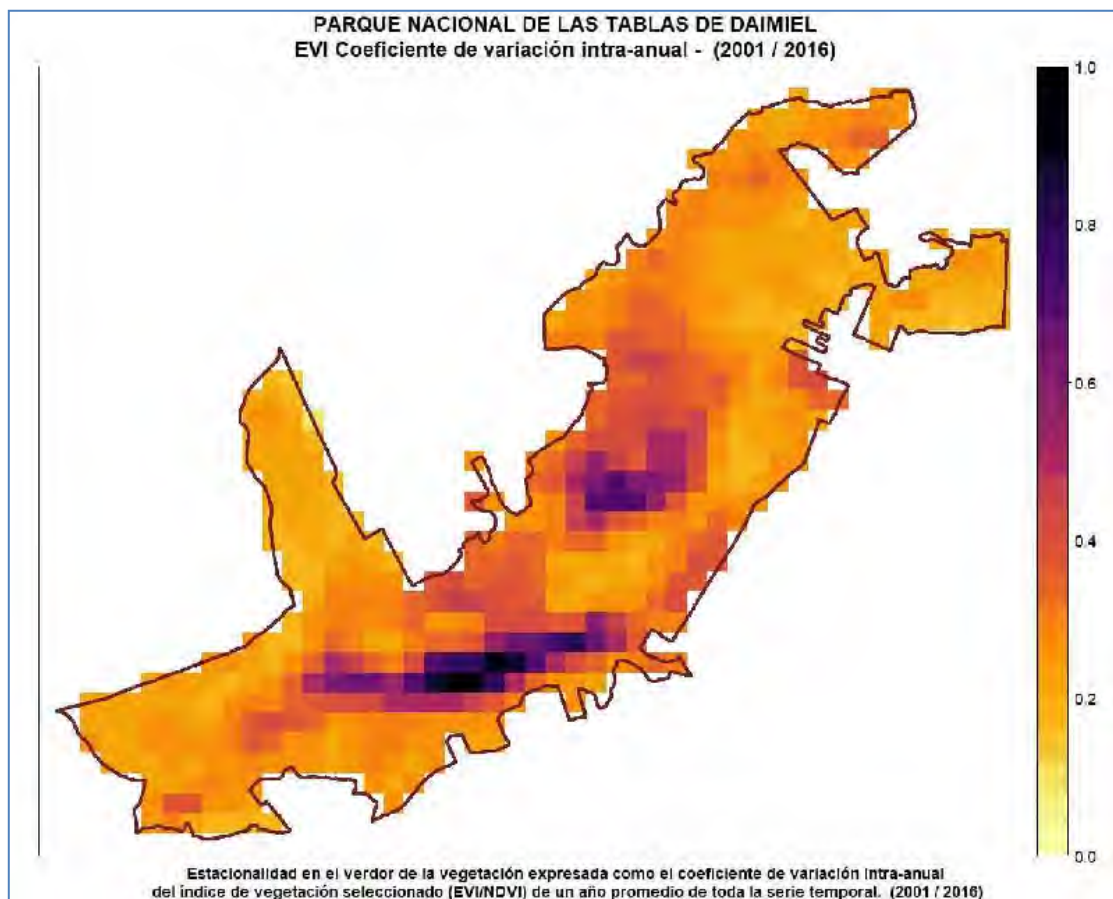 PARQUE NACIONAL DE LAS TABLAS DE DAIMIEL
EVI Coeficiente de variación intra-anual - (2001 / 2016)
1.0
0.8
0.6
0.4
0.2
0.0
Estacionalidad en el verdor de la vegetación expresada como el coeficiente de variación intra-anual
del índice de vegetación seleccionado (EVI/NDVI) de un año promedio de toda la serie temporal. (2001 / 2016)